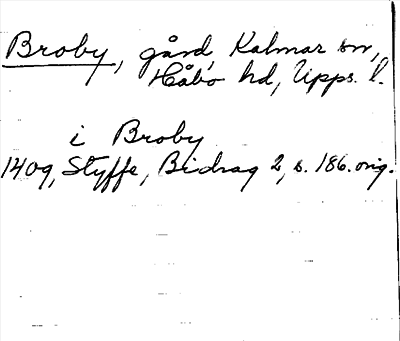 Broby, gård, Kalmar sn,
Håbo hd, Upps. l.
i Broby
1409, Styffe, Bidrag 2, s. 186. orig.